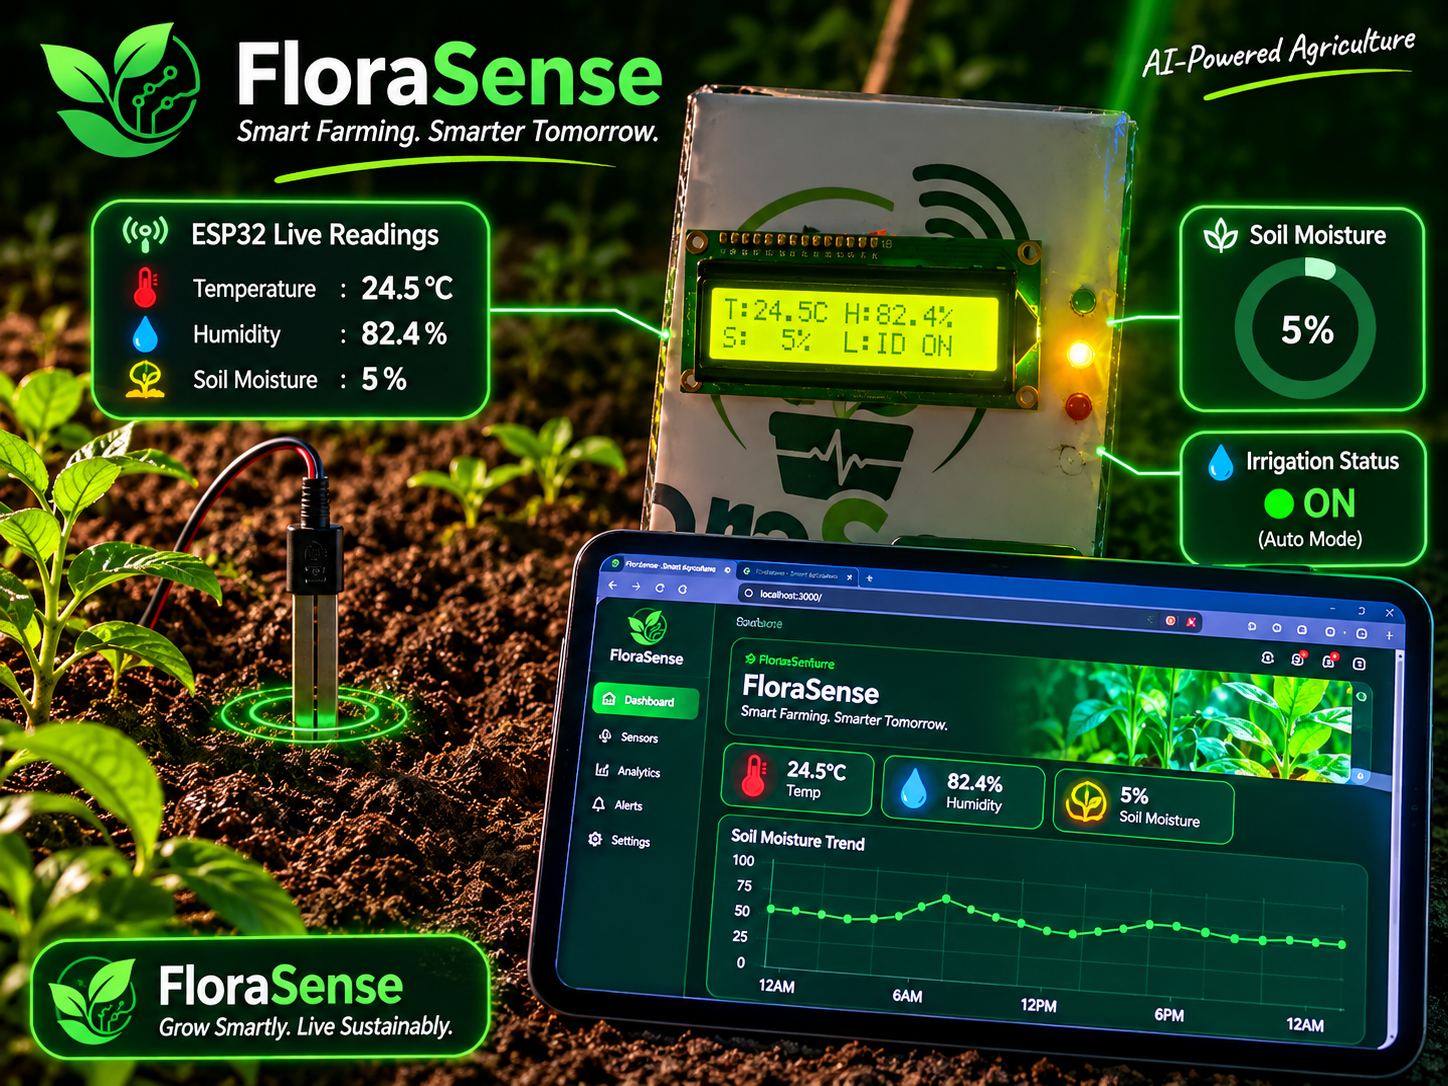 FloraSense
Smart Farming. Smarter Tomorrow.
AI-Powered Agriculture
ESP32 Live Readings
Temperature : 24.5 °C
Humidity : 82.4 %
Soil Moisture : 5 %
T:24.5C H:82.4%
S: 5% L:ID ON
Soil Moisture
5%
Irrigation Status
ON
(Auto Mode)
localhost:3000/
FloraSense
Dashboard
Sensors
Analytics
Alerts
Settings
FloraSense
Smart Farming. Smarter Tomorrow.
24.5°C
Temp
82.4%
Humidity
5%
Soil Moisture
Soil Moisture Trend
100
75
50
25
0
12AM
6AM
12PM
6PM
12AM
FloraSense
Grow Smartly. Live Sustainably.